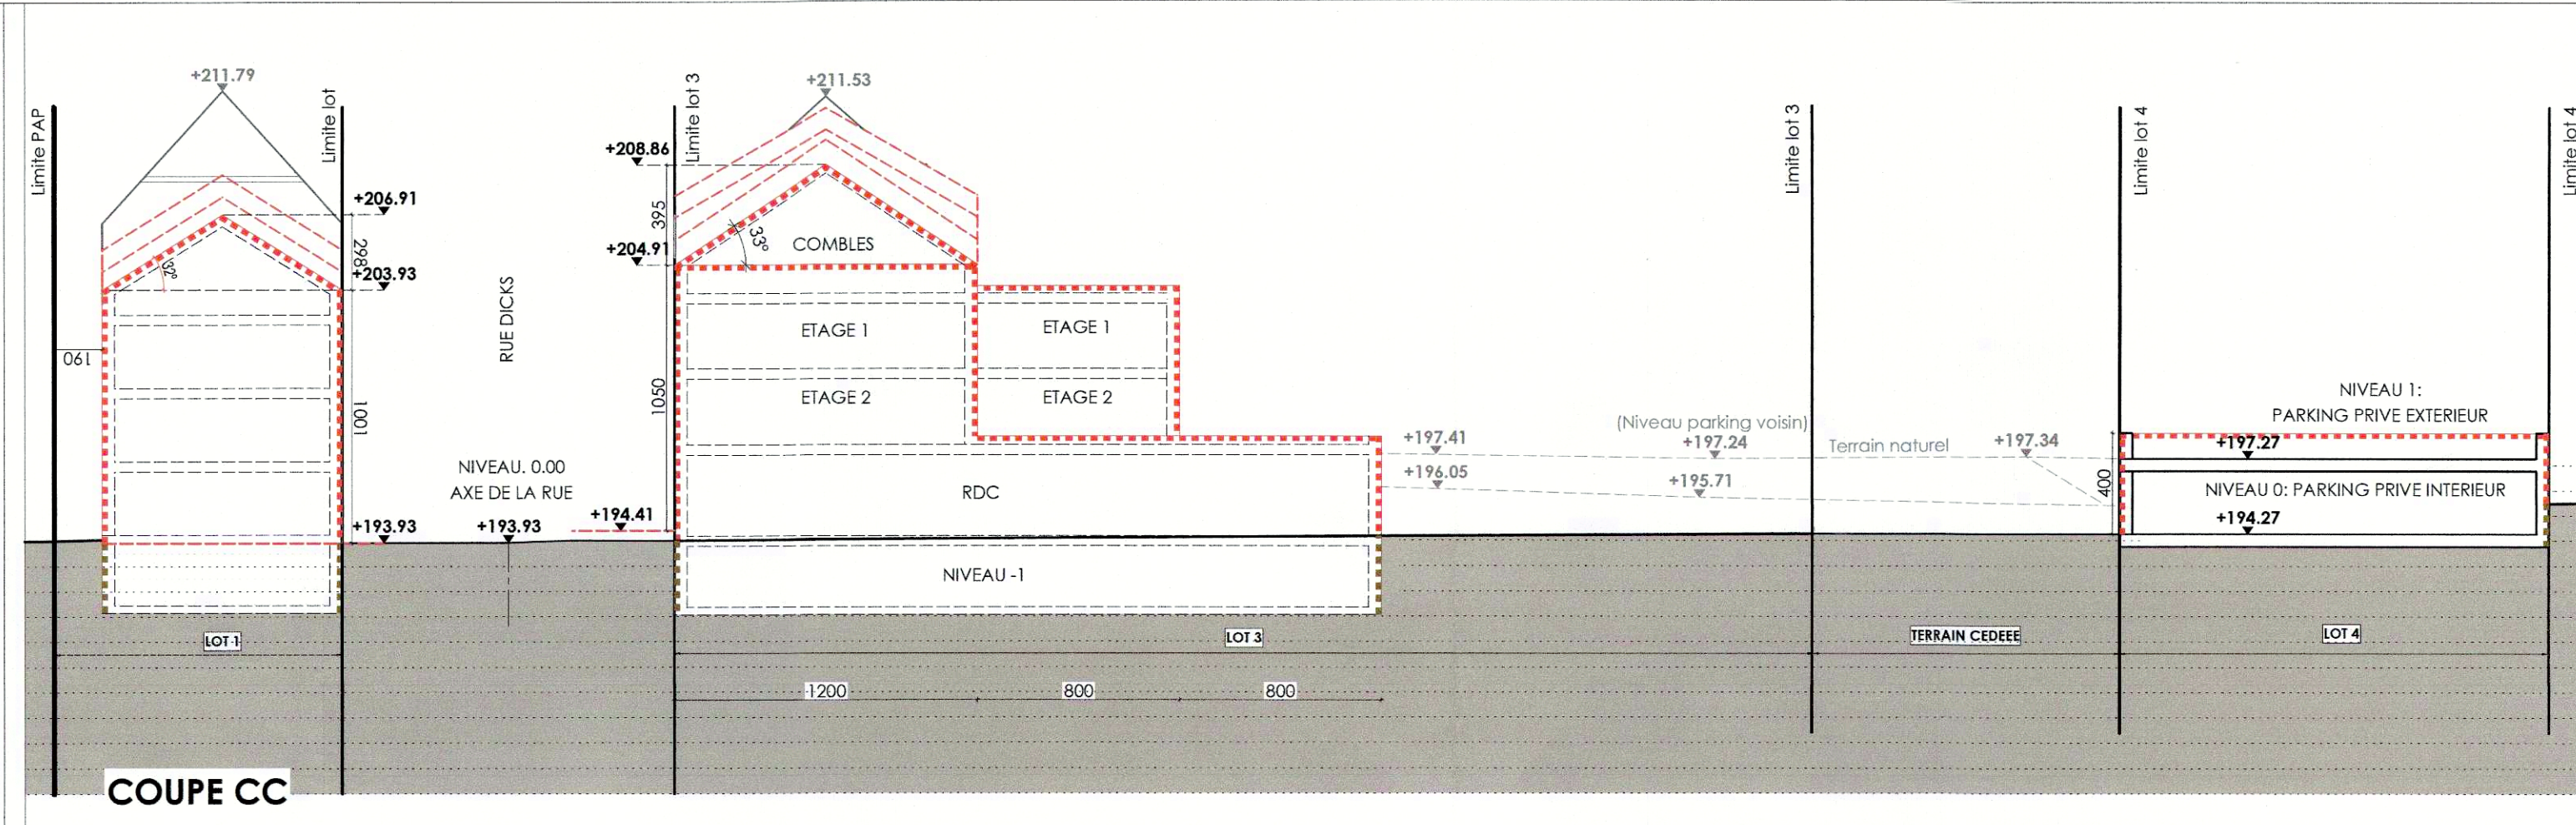 +211.79
+211.53
Limite PAP
Limite lot
Limite lot 3
Limite lot 3
Limite lot 4
Limite lot 4
+208.86
+206.91
395
298
33°
32°
+204.91
COMBLES
+203.93
RUE DICKS
ETAGE 1
ETAGE 1
190
1001
1050
ETAGE 2
ETAGE 2
NIVEAU 1:
PARKING PRIVE EXTERIEUR
(Niveau parking voisin)
+197.41
+197.24
Terrain naturel
+197.34
+197.27
NIVEAU. 0.00
AXE DE LA RUE
+196.05
+195.71
400
RDC
NIVEAU 0: PARKING PRIVE INTERIEUR
+194.27
+194.41
+193.93
+193.93
NIVEAU -1
LOT 1
LOT 3
TERRAIN CEDEEE
LOT 4
1200
800
800
COUPE CC